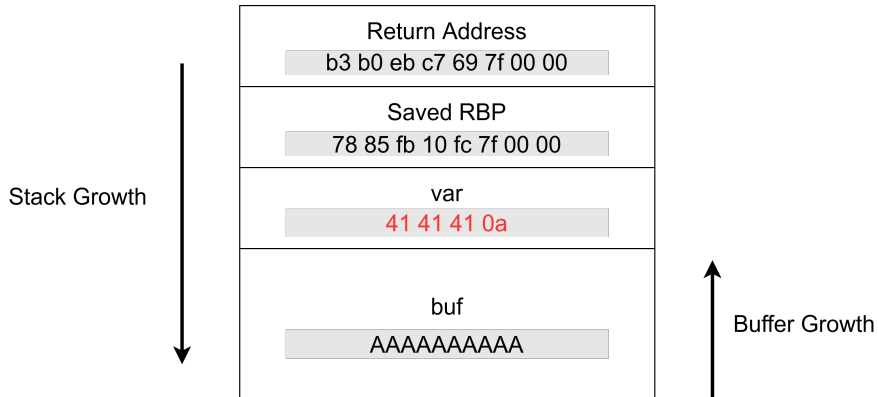 Return Address
b3 b0 eb c7 69 7f 00 00
Saved RBP
78 85 fb 10 fc 7f 00 00
Stack Growth
var
41 41 41 0a
buf
AAAAAAAAAA
Buffer Growth